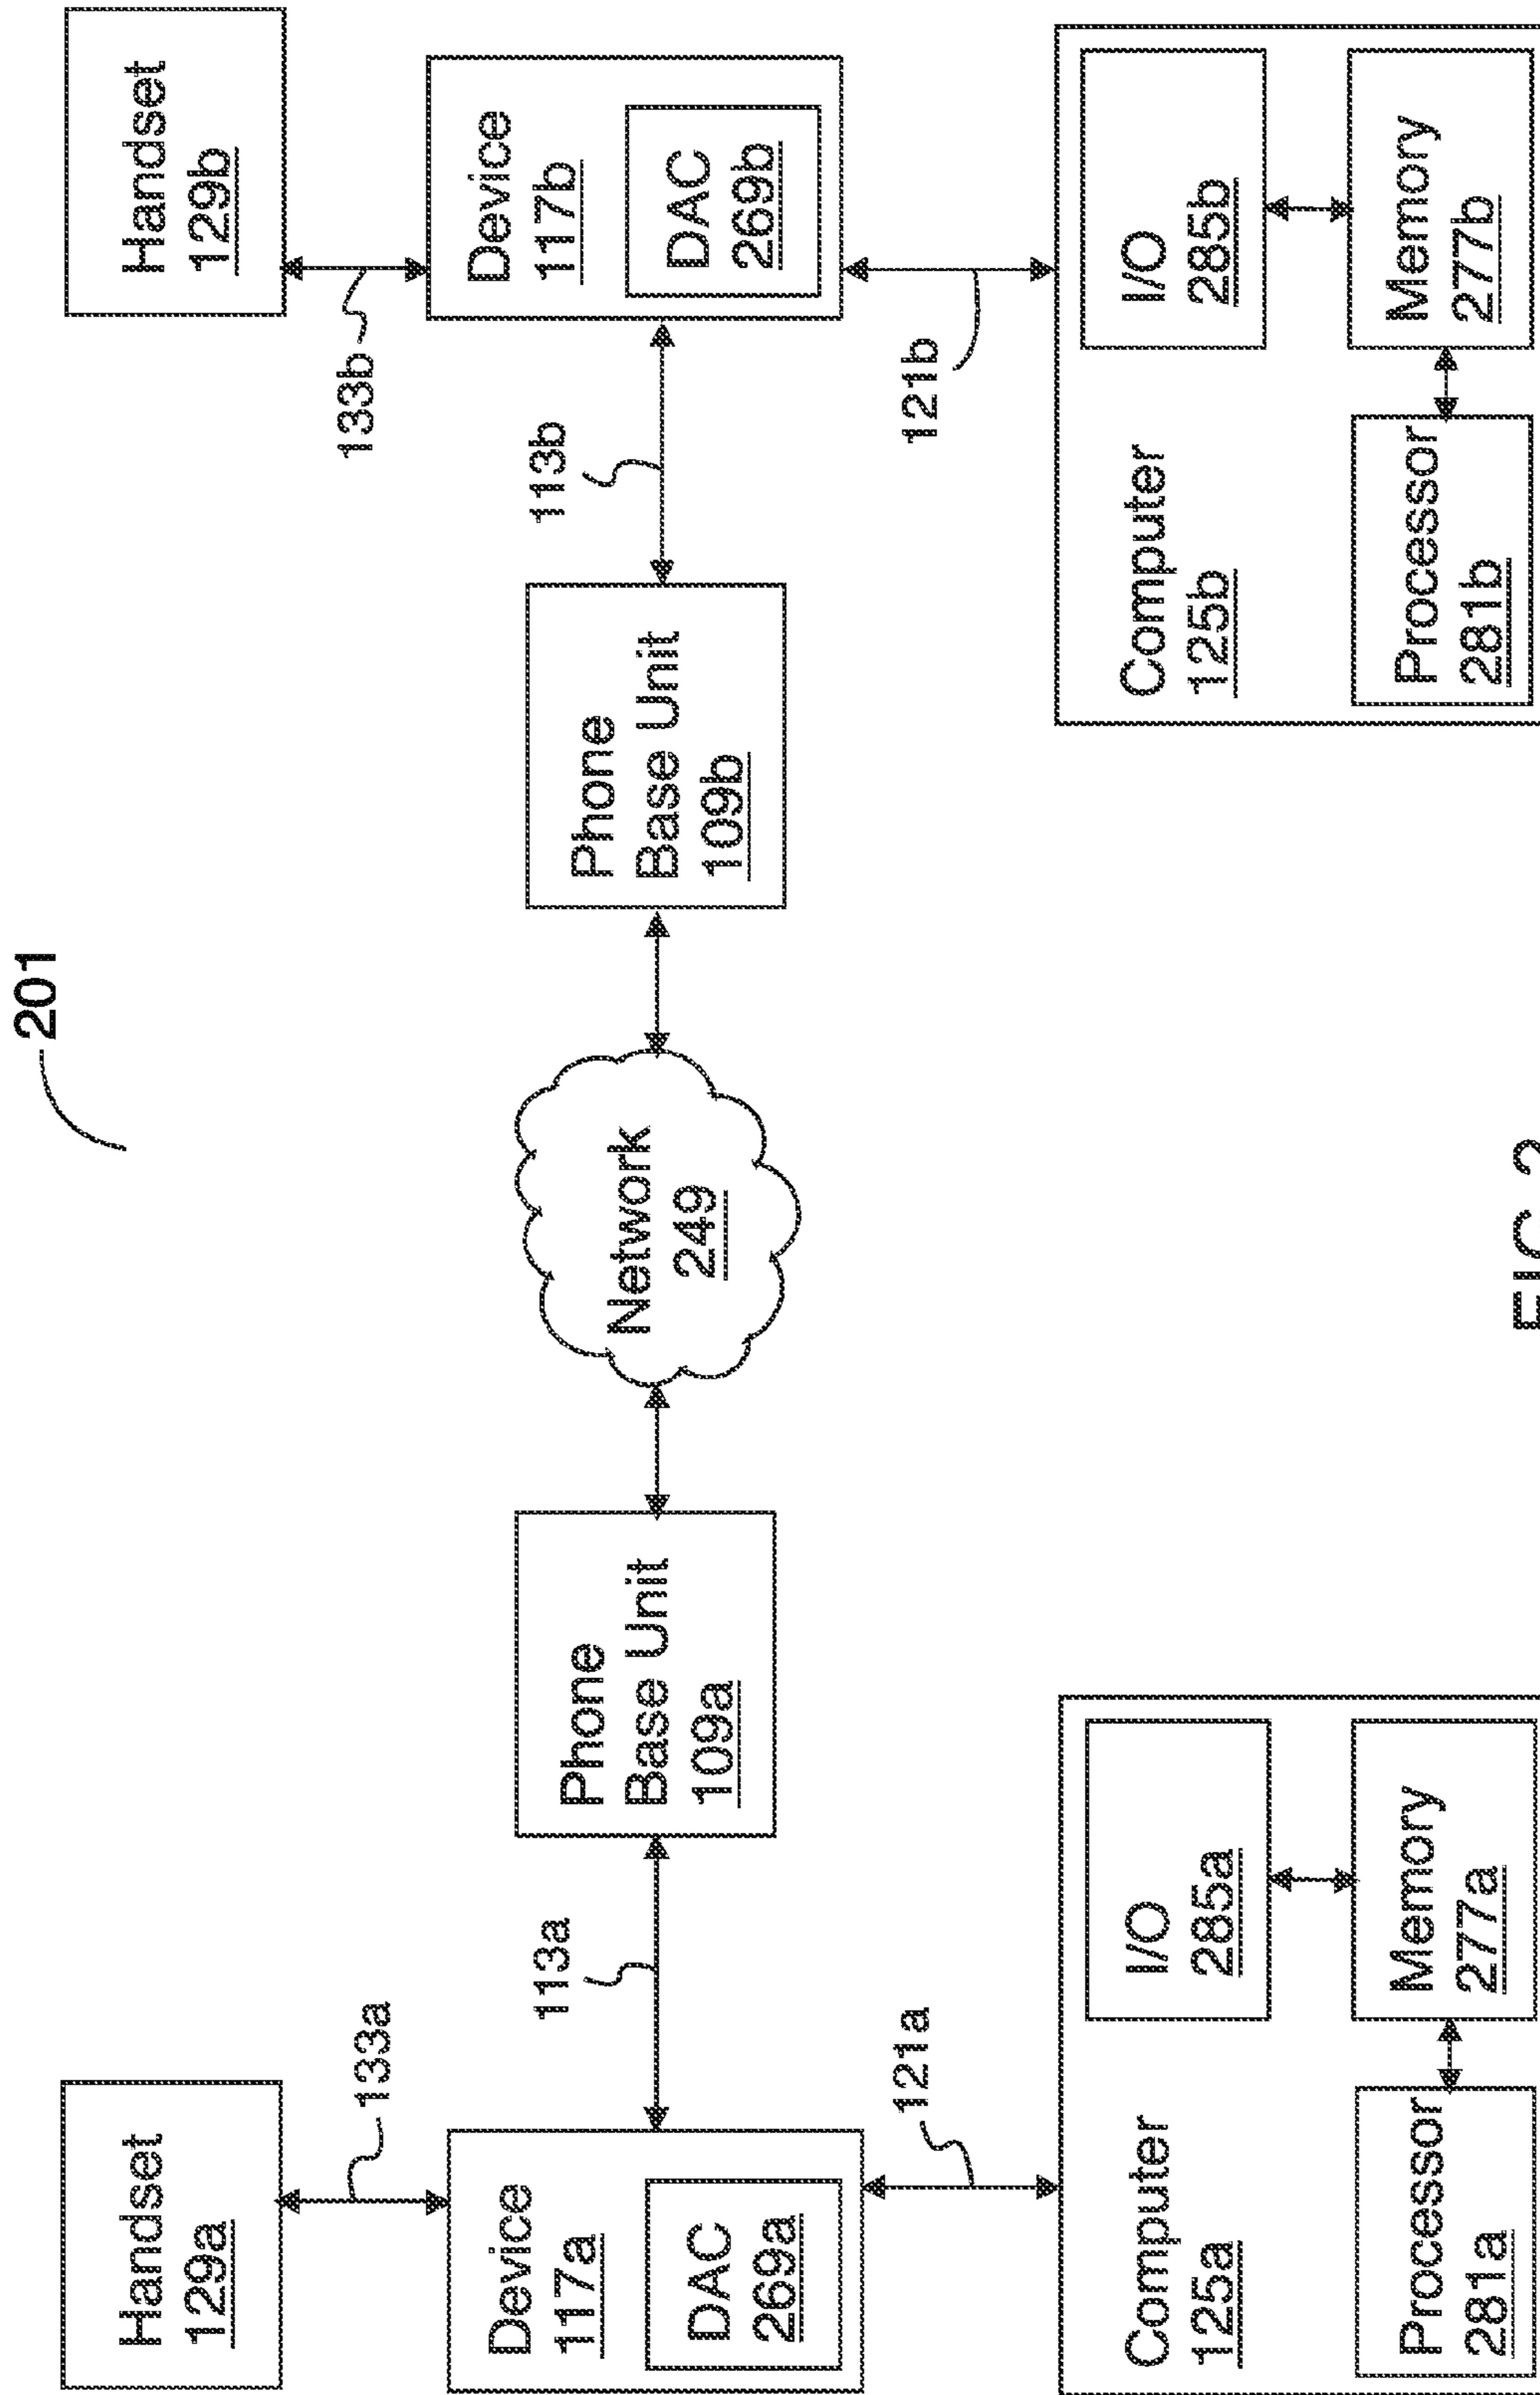 201
Handset
129a
133a
Device
117a
DAC
269a
113a
121a
Phone
Base Unit
109a
Network
249
Phone
Base Unit
109b
Handset
129b
133b
113b
Device
117b
DAC
269b
121b
Computer
125a
I/O
285a
Processor
281a
Memory
277a
Computer
125b
I/O
285b
Processor
281b
Memory
277b
FIG 2